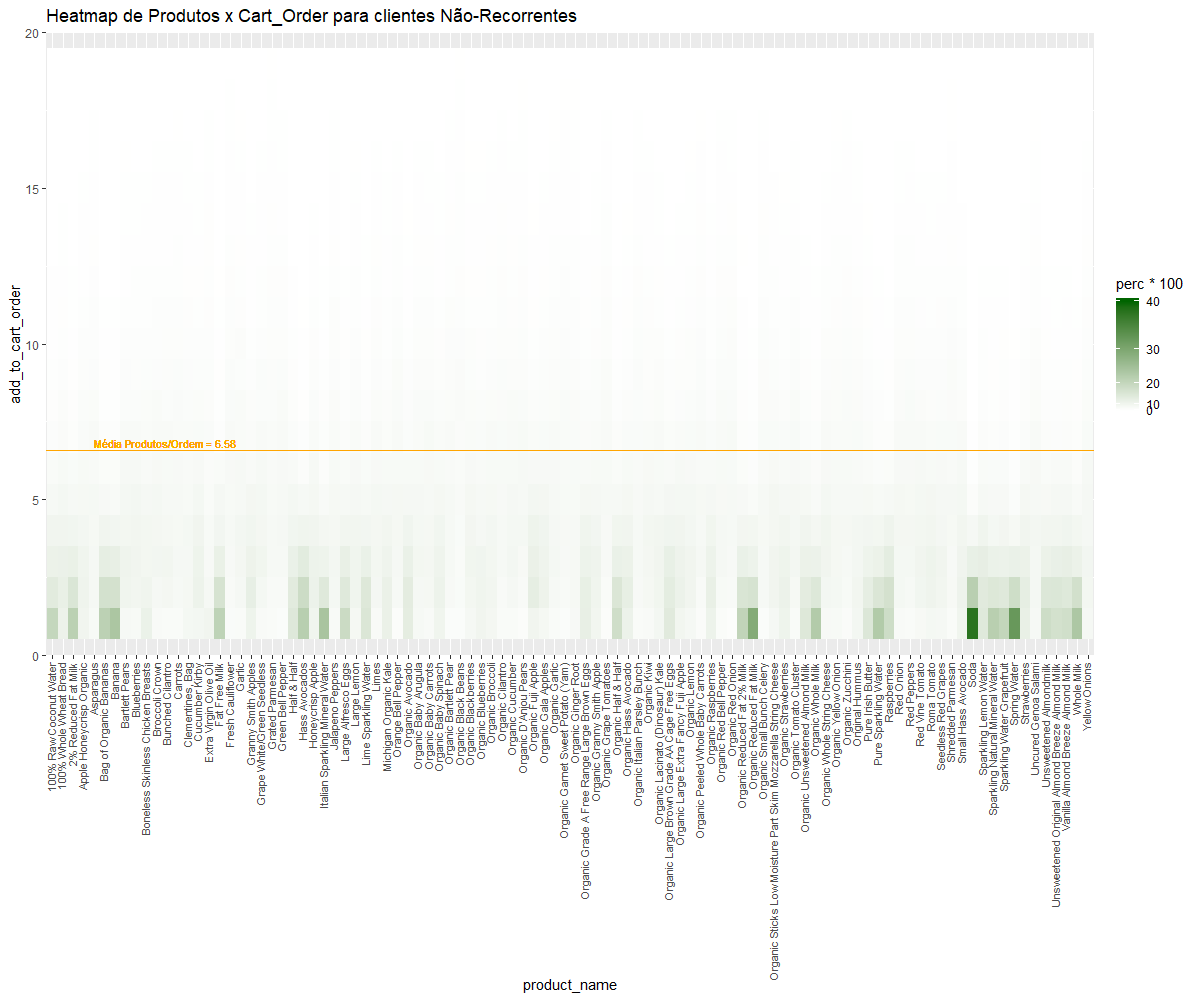 Heatmap de Produtos x Cart_Order para clientes Não-Recorrentes
20
15
10
5
0
add_to_cart_order
Média Produtos/Ordem = 6.58
perc * 100
40
30
20
10
0
100% Raw Coconut Water
100% Whole Wheat Bread
2% Reduced Fat Milk
Apple Honeycrisp Organic
Asparagus
Bag of Organic Bananas
Banana
Bartlett Pears
Blueberries
Boneless Skinless Chicken Breasts
Broccoli Crown
Bunched Cilantro
Carrots
Clementines, Bag
Cucumber Kirby
Extra Virgin Olive Oil
Fat Free Milk
Fresh Cauliflower
Garlic
Granny Smith Apples
Grape White/Green Seedless
Grated Parmesan
Green Bell Pepper
Half & Half
Hass Avocados
Honeycrisp Apple
Italian Sparkling Mineral Water
Jalapeno Peppers
Large Alfresco Eggs
Large Lemon
Lime Sparkling Water
Limes
Michigan Organic Kale
Orange Bell Pepper
Organic Avocado
Organic Baby Arugula
Organic Baby Carrots
Organic Baby Spinach
Organic Bartlett Pear
Organic Black Beans
Organic Blackberries
Organic Blueberries
Organic Broccoli
Organic Cilantro
Organic Cucumber
Organic D'Anjou Pears
Organic Fuji Apple
Organic Gala Apples
Organic Garlic
Organic Garnet Sweet Potato (Yam)
Organic Ginger Root
Organic Grade A Free Range Large Brown Eggs
Organic Granny Smith Apple
Organic Grape Tomatoes
Organic Half & Half
Organic Hass Avocado
Organic Italian Parsley Bunch
Organic Kiwi
Organic Lacinato (Dinosaur) Kale
Organic Large Brown Grade AA Cage Free Eggs
Organic Large Extra Fancy Fuji Apple
Organic Lemon
Organic Peeled Whole Baby Carrots
Organic Raspberries
Organic Red Bell Pepper
Organic Red Onion
Organic Reduced Fat 2% Milk
Organic Reduced Fat Milk
Organic Small Bunch Celery
Organic Sticks Low Moisture Part Skim Mozzarella String Cheese
Organic Strawberries
Organic Tomato Cluster
Organic Unsweetened Almond Milk
Organic Whole Milk
Organic Whole String Cheese
Organic Yellow Onion
Organic Zucchini
Original Hummus
Pure Irish Butter
Pure Sparkling Water
Raspberries
Red Onion
Red Peppers
Red Vine Tomato
Roma Tomato
Seedless Red Grapes
Shredded Parmesan
Small Hass Avocado
Soda
Sparkling Lemon Water
Sparkling Natural Mineral Water
Sparkling Water Grapefruit
Spring Water
Strawberries
Uncured Genoa Salami
Unsweetened Almondmilk
Unsweetened Original Almond Breeze Almond Milk
Vanilla Almond Breeze Almond Milk
Whole Milk
Yellow Onions
product_name